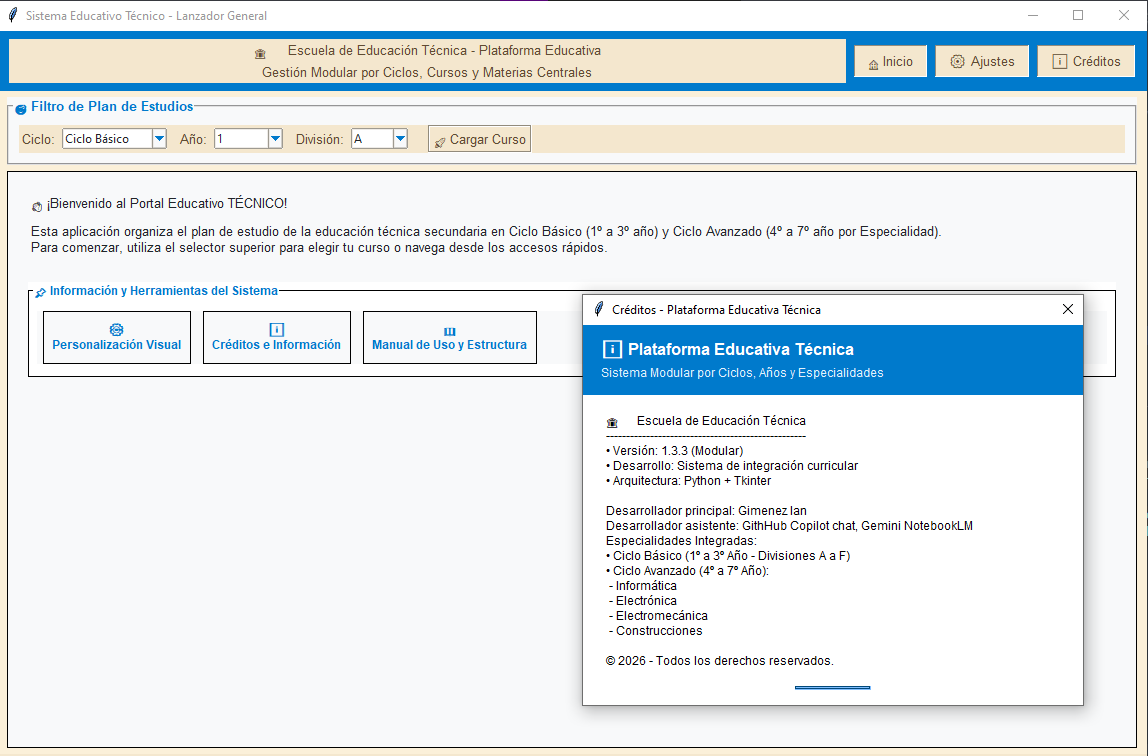 Sistema Educativo Técnico - Lanzador General
Escuela de Educación Técnica - Plataforma Educativa
Gestión Modular por Ciclos, Cursos y Materias Centrales
Inicio
Ajustes
Créditos
Filtro de Plan de Estudios
Ciclo: Ciclo Básico Año: 1 División: A Cargar Curso
¡Bienvenido al Portal Educativo TÉCNICO!
Esta aplicación organiza el plan de estudio de la educación técnica secundaria en Ciclo Básico (1º a 3º año) y Ciclo Avanzado (4º a 7º año por Especialidad).
Para comenzar, utiliza el selector superior para elegir tu curso o navega desde los accesos rápidos.
Información y Herramientas del Sistema
Personalización Visual
Créditos e Información
Manual de Uso y Estructura
Créditos - Plataforma Educativa Técnica
Plataforma Educativa Técnica
Sistema Modular por Ciclos, Años y Especialidades
Escuela de Educación Técnica
--------------------------------------------------
• Versión: 1.3.3 (Modular)
• Desarrollo: Sistema de integración curricular
• Arquitectura: Python + Tkinter
Desarrollador principal: Gimenez Ian
Desarrollador asistente: GithHub Copilot chat, Gemini NotebookLM
Especialidades Integradas:
• Ciclo Básico (1º a 3º Año - Divisiones A a F)
• Ciclo Avanzado (4º a 7º Año):
- Informática
- Electrónica
- Electromecánica
- Construcciones
© 2026 - Todos los derechos reservados.